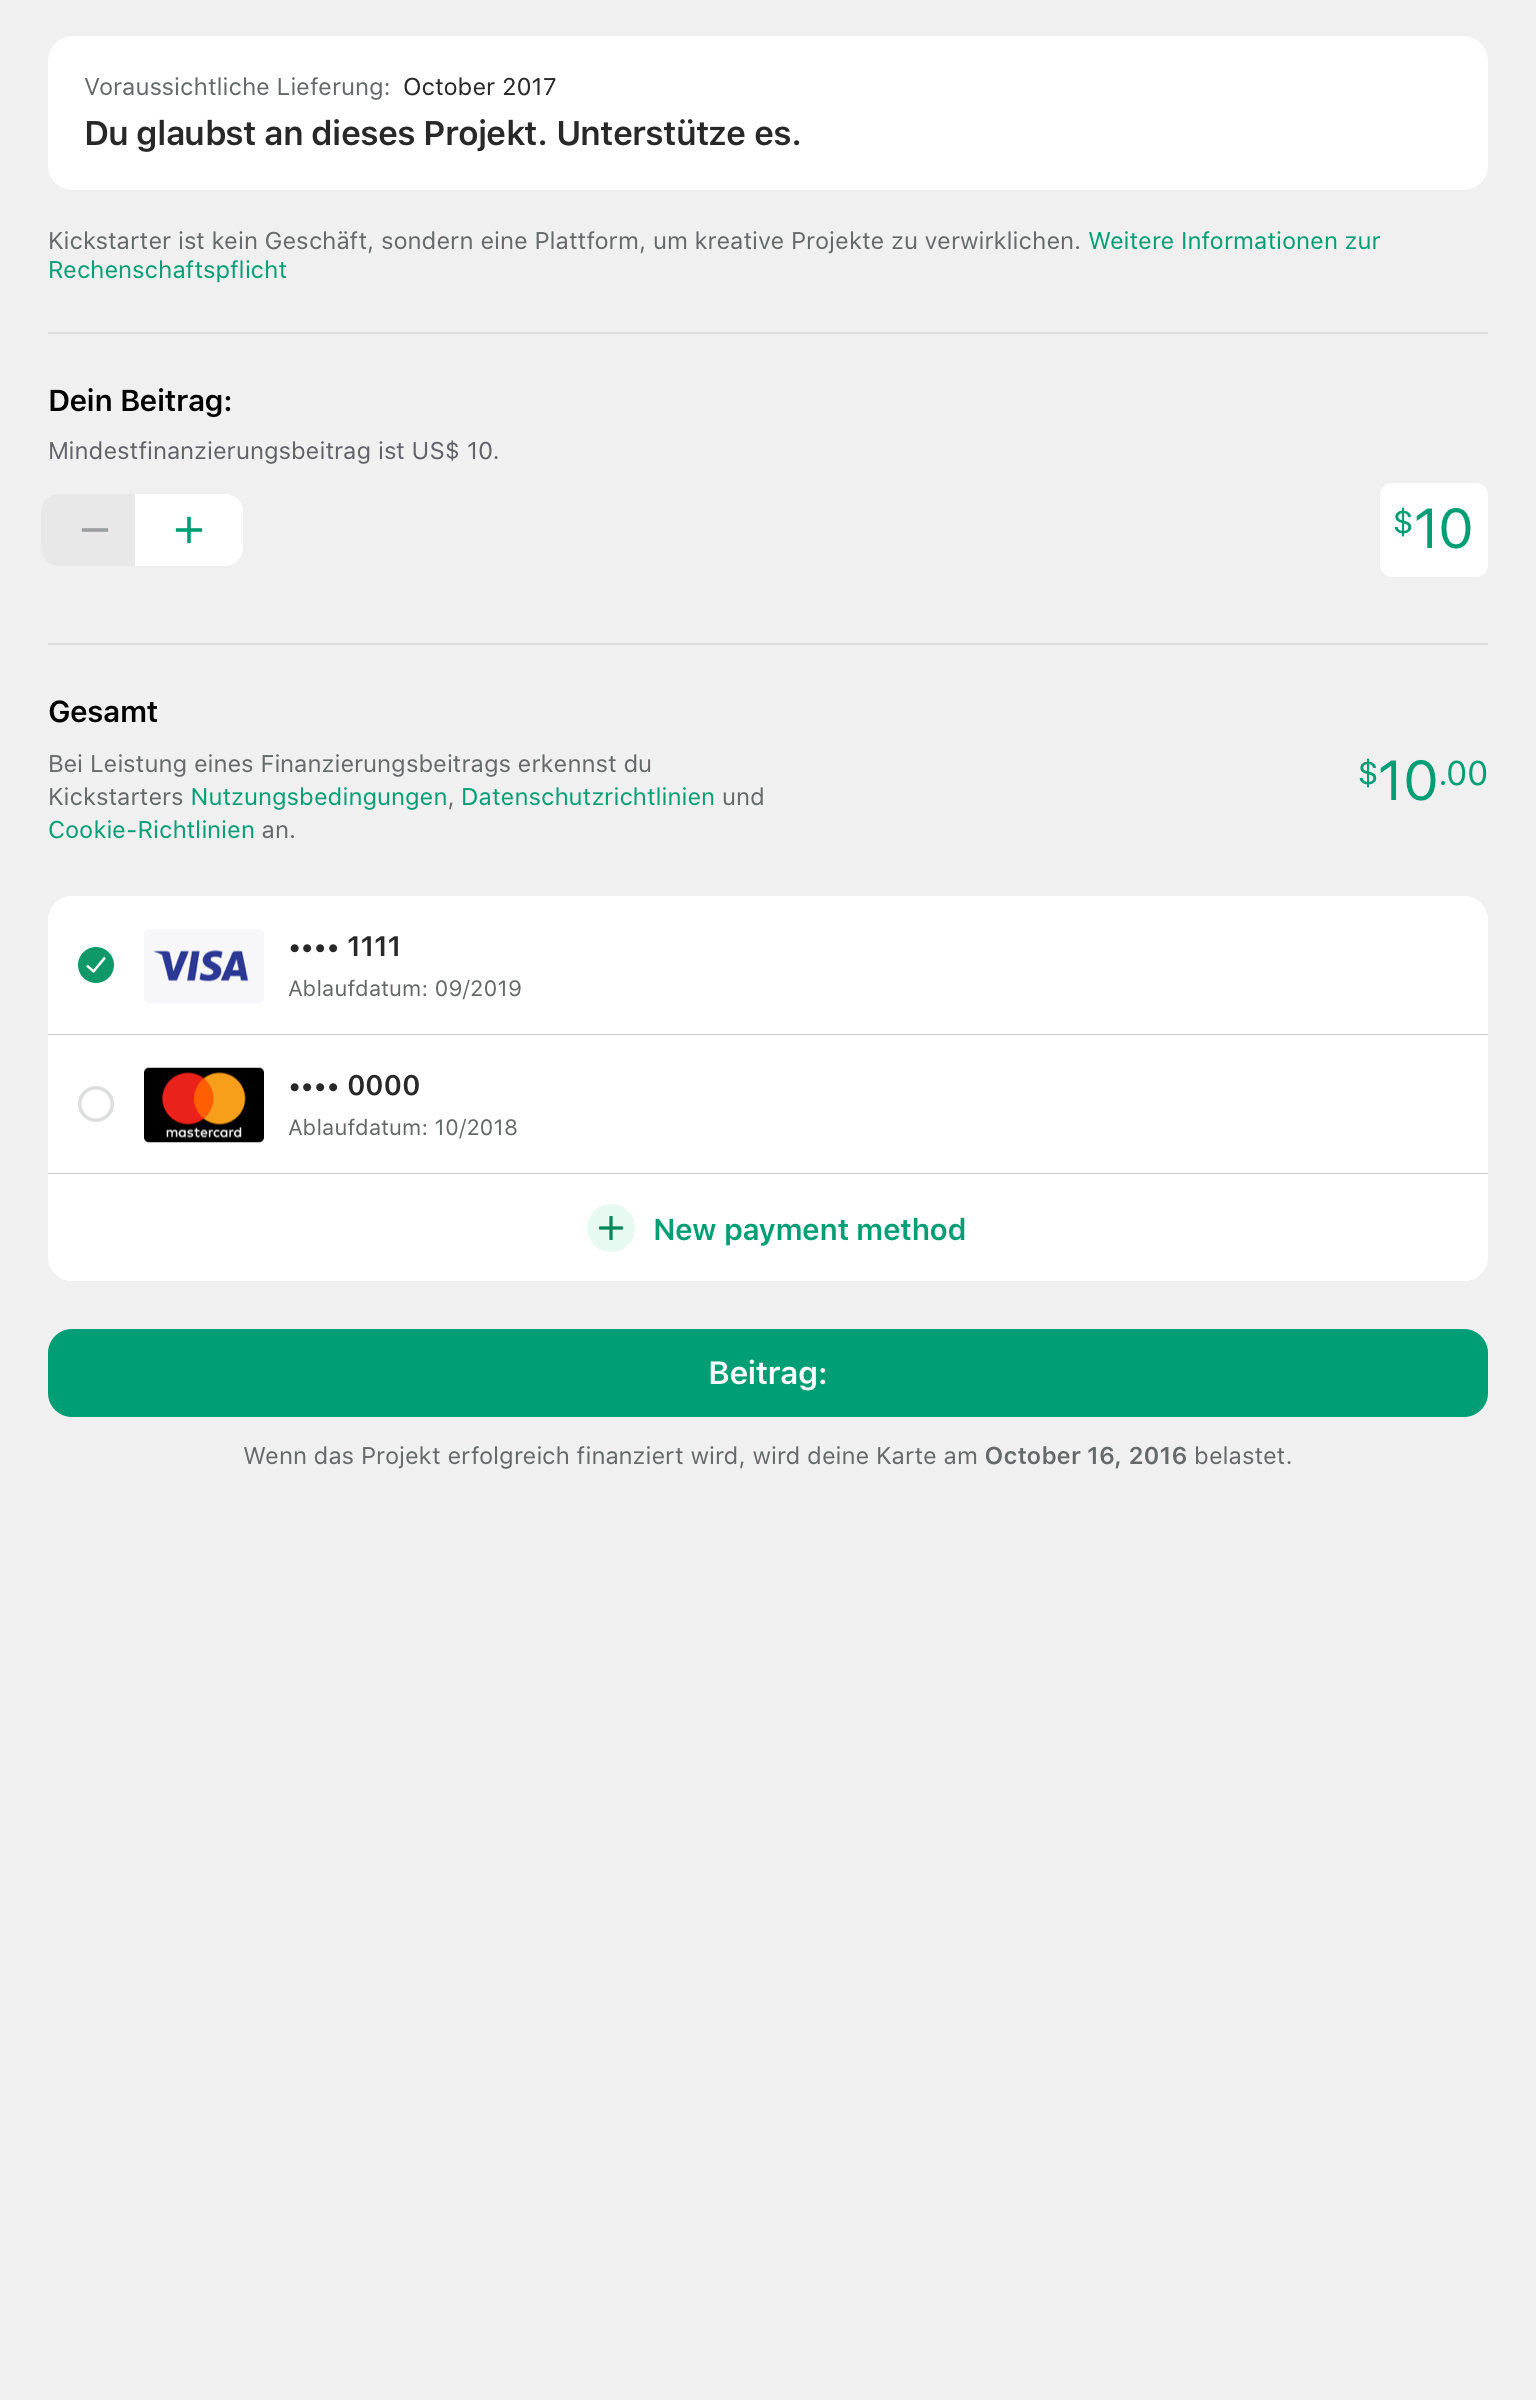 Voraussichtliche Lieferung: October 2017
Du glaubst an dieses Projekt. Unterstütze es.
Kickstarter ist kein Geschäft, sondern eine Plattform, um kreative Projekte zu verwirklichen. Weitere Informationen zur
Rechenschaftspflicht
Dein Beitrag:
Mindestfinanzierungsbeitrag ist US$ 10.
$10
Gesamt
Bei Leistung eines Finanzierungsbeitrags erkennst du
Kickstarters Nutzungsbedingungen, Datenschutzrichtlinien und
Cookie-Richtlinien an.
$10.00
VISA
•••• 1111
Ablaufdatum: 09/2019
mastercard
•••• 0000
Ablaufdatum: 10/2018
New payment method
Beitrag:
Wenn das Projekt erfolgreich finanziert wird, wird deine Karte am October 16, 2016 belastet.